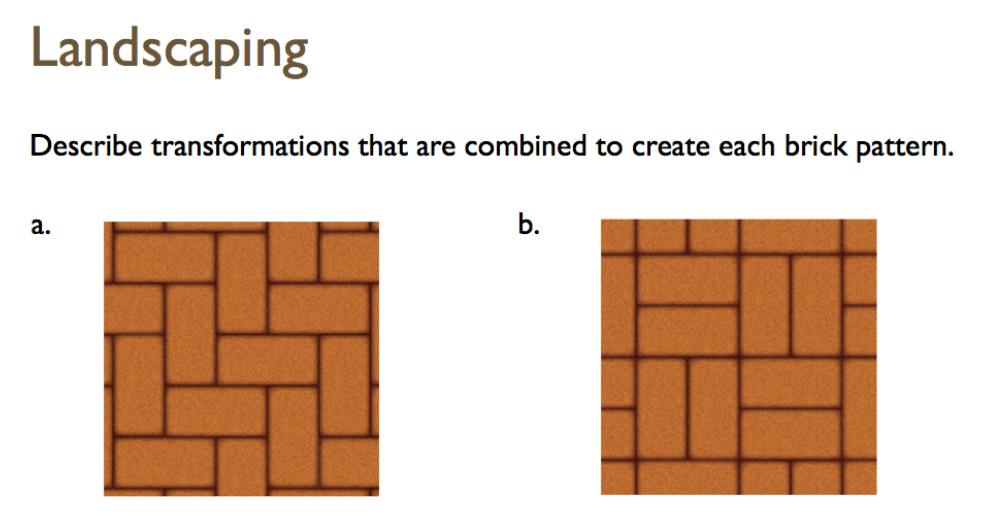 Landscaping
Describe transformations that are combined to create each brick pattern.
a.
b.